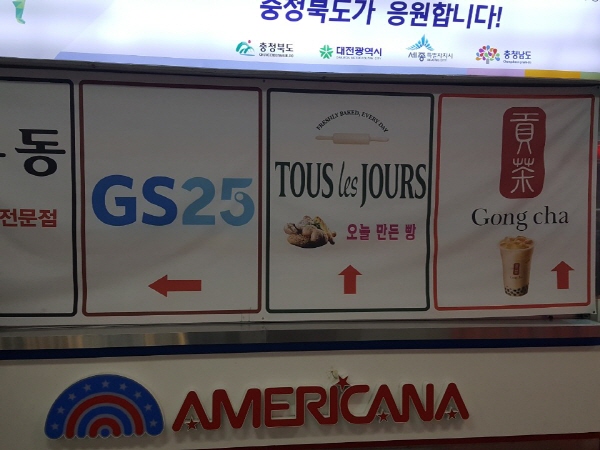 충청북도가 응원합니다!
충청북도
대전광역시
세종특별자치시
충청남도
동
전문점
GS25
FRESHLY BAKED, EVERY DAY
TOUS les JOURS
오늘 만든 빵
貢茶
Gong cha
AMERICANA